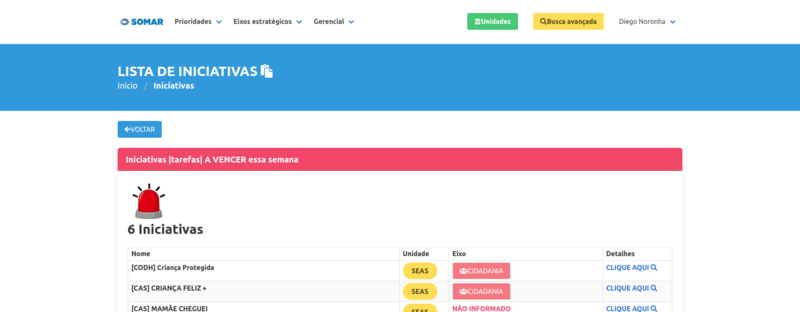 SOMAR Prioridades Eixos estratégicos Gerencial Unidades Busca avançada Diego Noronha
LISTA DE INICIATIVAS
Início / Iniciativas
VOLTAR
Iniciativas |tarefas| A VENCER essa semana
6 Iniciativas
Nome Unidade Eixo Detalhes
[CODH] Criança Protegida SEAS CIDADANIA CLIQUE AQUI
[CAS] CRIANÇA FELIZ + SEAS CIDADANIA CLIQUE AQUI
[CAS] MAMÃE CHEGUEI SEAS NÃO INFORMADO CLIQUE AQUI